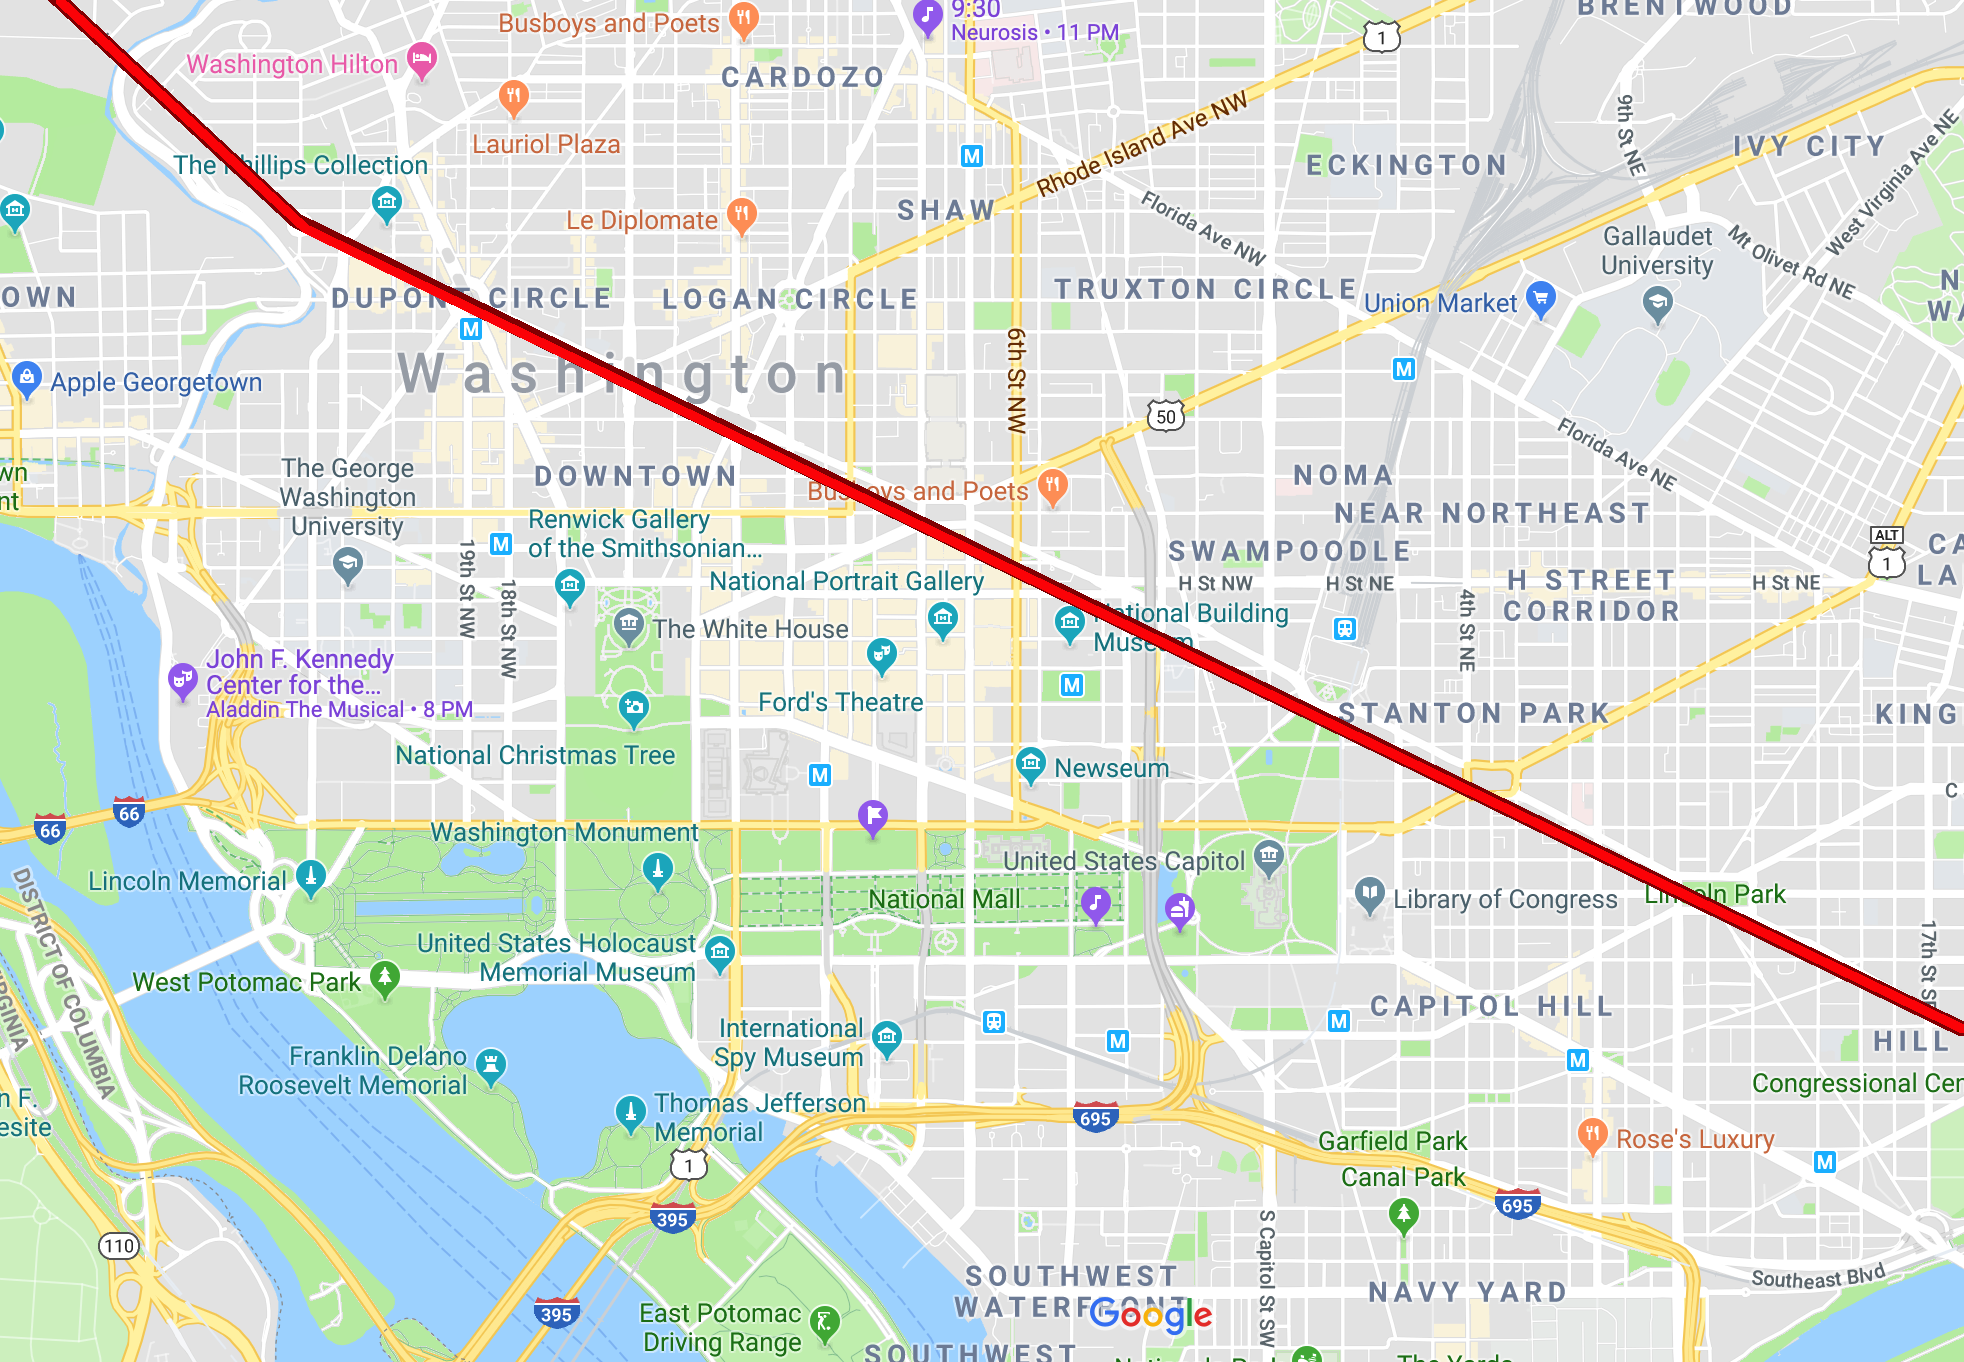 BRENTWOOD
Busboys and Poets
9:30
Neurosis • 11 PM
1
Washington Hilton
CARDOZO
Lauriol Plaza
M
Rhode Island Ave NW
9th St NE
IVY CITY
West Virginia Ave NE
ECKINGTON
The Phillips Collection
Le Diplomate
SHAW
Florida Ave NW
Gallaudet
University
Mt Olivet Rd NE
OWN
DUPONT CIRCLE
LOGAN CIRCLE
TRUXTON CIRCLE
Union Market
N
WA
M
Washington
6th St NW
M
Apple Georgetown
50
Florida Ave NE
wn
nt
The George
Washington
University
DOWNTOWN
Busboys and Poets
NOMA
NEAR NORTHEAST
Renwick Gallery
of the Smithsonian...
M
19th St NW
18th St NW
SWAMPOODLE
ALT
1
CA
LA
National Portrait Gallery
H St NW
H St NE
H STREET
CORRIDOR
H St NE
4th St NE
The White House
National Building
Museum
John F. Kennedy
Center for the...
Aladdin The Musical • 8 PM
M
Ford's Theatre
STANTON PARK
KING
National Christmas Tree
M
Newseum
C
66
66
Washington Monument
Lincoln Memorial
United States Capitol
National Mall
Library of Congress
Lincoln Park
DISTRICT OF COLUMBIA
VIRGINIA
United States Holocaust
Memorial Museum
West Potomac Park
17th St SE
CAPITOL HILL
International
Spy Museum
M
M
M
HILL
Franklin Delano
Roosevelt Memorial
Congressional Cer
n F.
esite
Thomas Jefferson
Memorial
695
Garfield Park
Canal Park
Rose's Luxury
M
1
395
695
110
S Capitol St SW
SOUTHWEST
WATERFRONT
Google
NAVY YARD
Southeast Blvd
395
East Potomac
Driving Range
SOUTHWEST